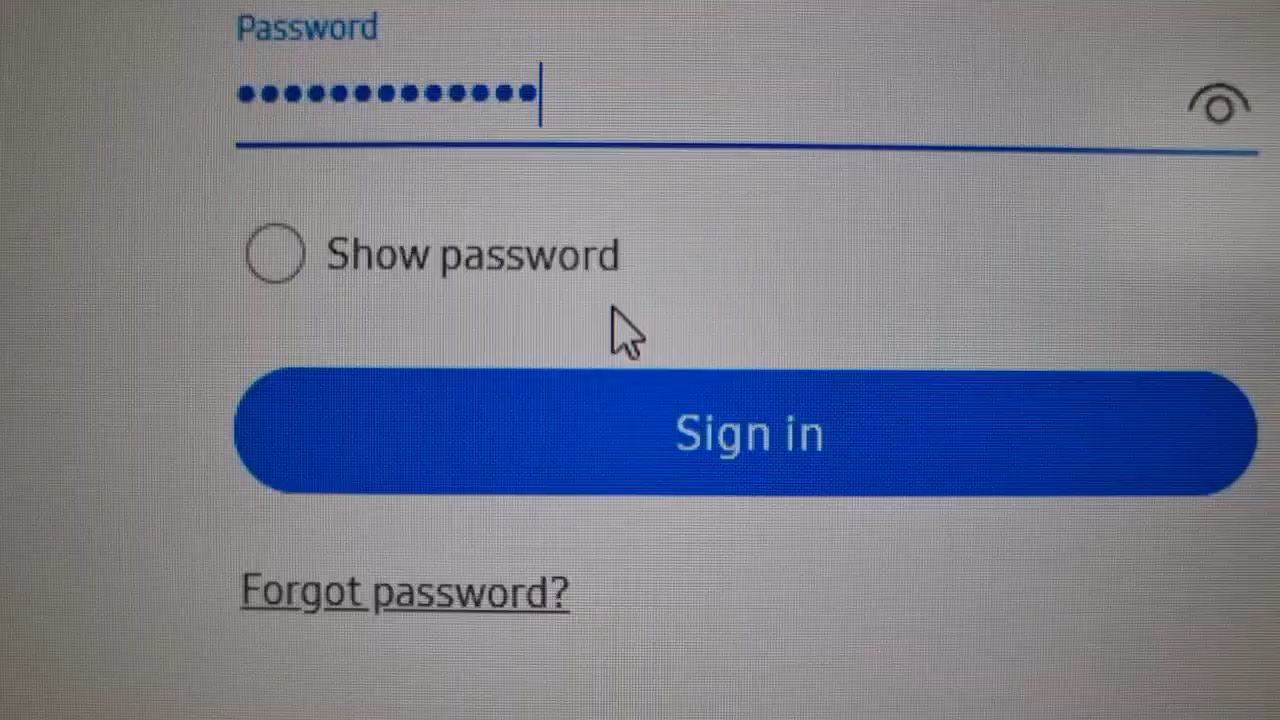 Password
•••••••••••••
Show password
Sign in
Forgot password?